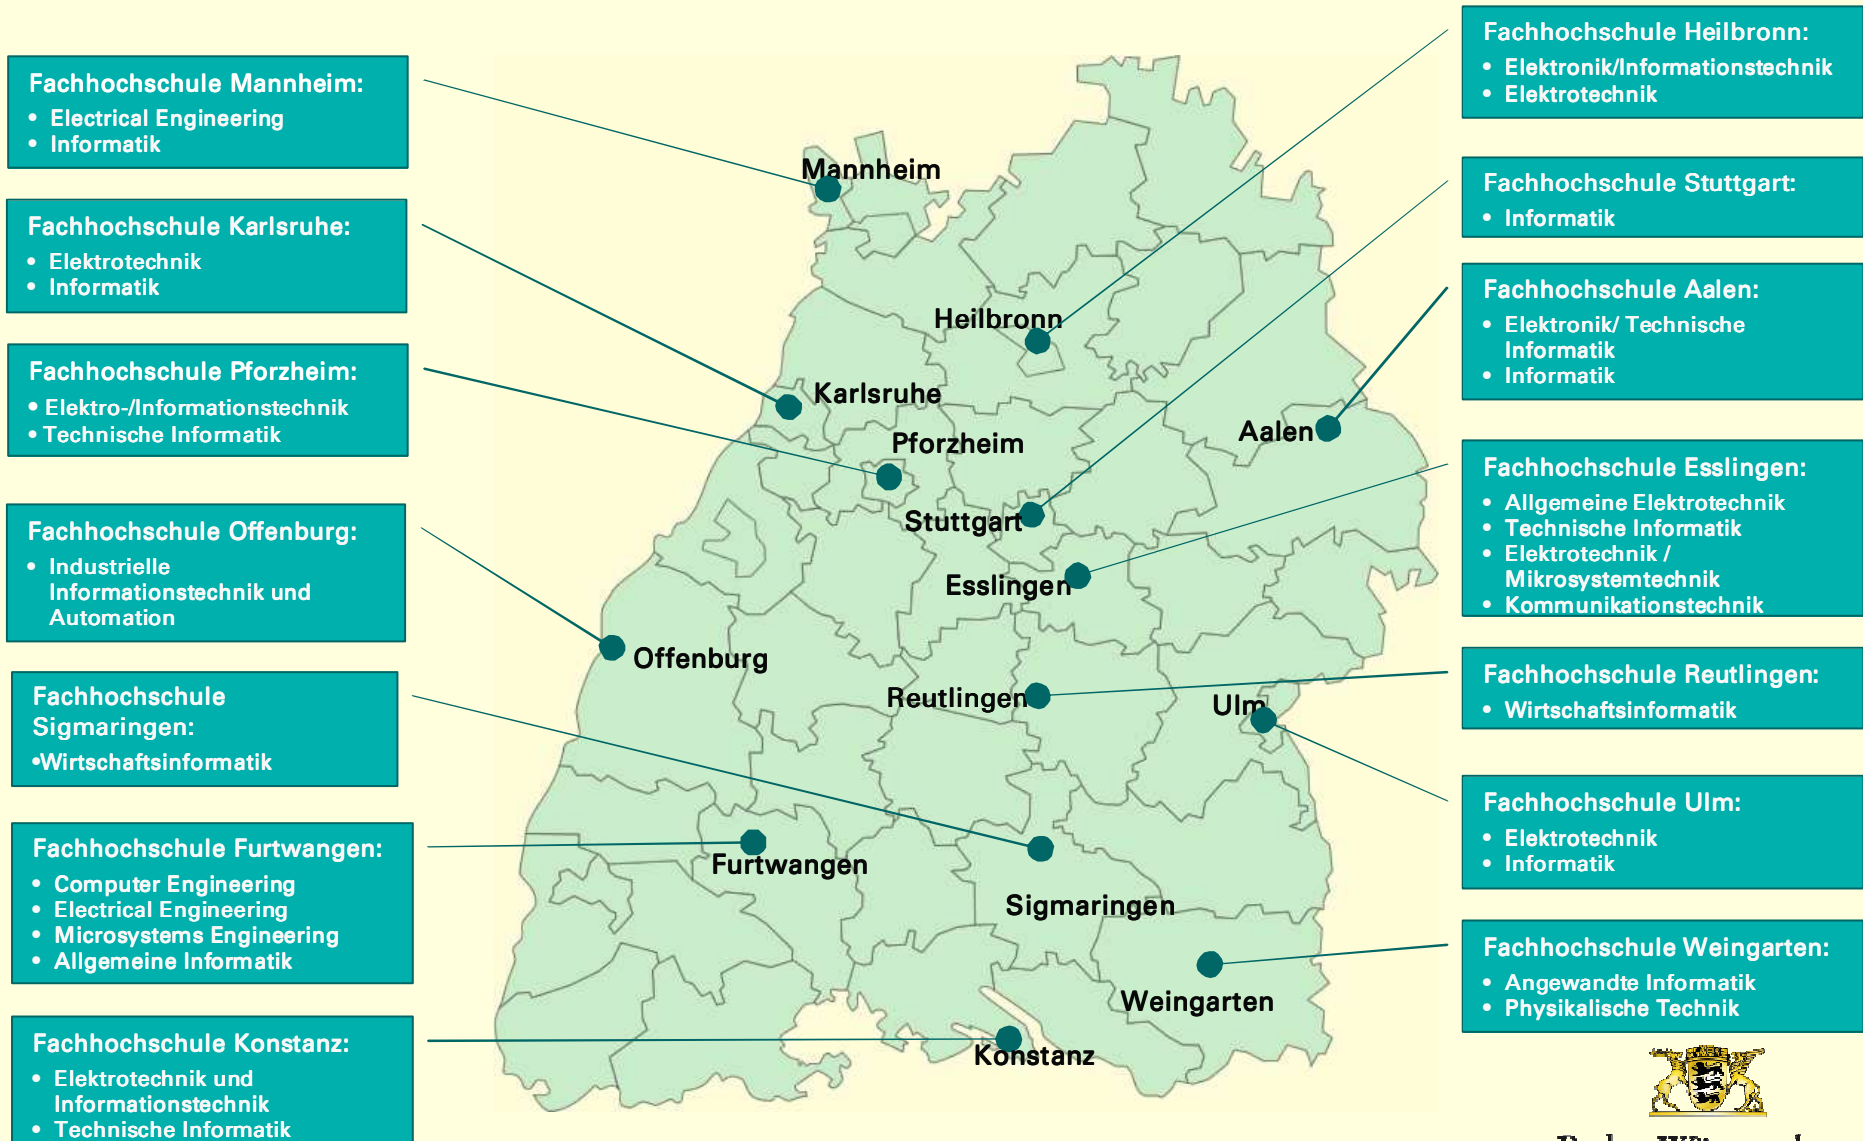 Fachhochschule Mannheim:
• Electrical Engineering
• Informatik
Fachhochschule Karlsruhe:
• Elektrotechnik
• Informatik
Fachhochschule Pforzheim:
• Elektro-/Informationstechnik
• Technische Informatik
Fachhochschule Offenburg:
• Industrielle
Informationstechnik und
Automation
Fachhochschule
Sigmaringen:
•Wirtschaftsinformatik
Fachhochschule Furtwangen:
• Computer Engineering
• Electrical Engineering
• Microsystems Engineering
• Allgemeine Informatik
Fachhochschule Konstanz:
• Elektrotechnik und
Informationstechnik
• Technische Informatik
Mannheim
Heilbronn
Karlsruhe
Pforzheim
Aalen
Stuttgart
Esslingen
Offenburg
Reutlingen
Ulm
Furtwangen
Sigmaringen
Weingarten
Konstanz
Fachhochschule Heilbronn:
• Elektronik/Informationstechnik
• Elektrotechnik
Fachhochschule Stuttgart:
• Informatik
Fachhochschule Aalen:
• Elektronik/ Technische
Informatik
• Informatik
Fachhochschule Esslingen:
• Allgemeine Elektrotechnik
• Technische Informatik
• Elektrotechnik /
Mikrosystemtechnik
• Kommunikationstechnik
Fachhochschule Reutlingen:
• Wirtschaftsinformatik
Fachhochschule Ulm:
• Elektrotechnik
• Informatik
Fachhochschule Weingarten:
• Angewandte Informatik
• Physikalische Technik